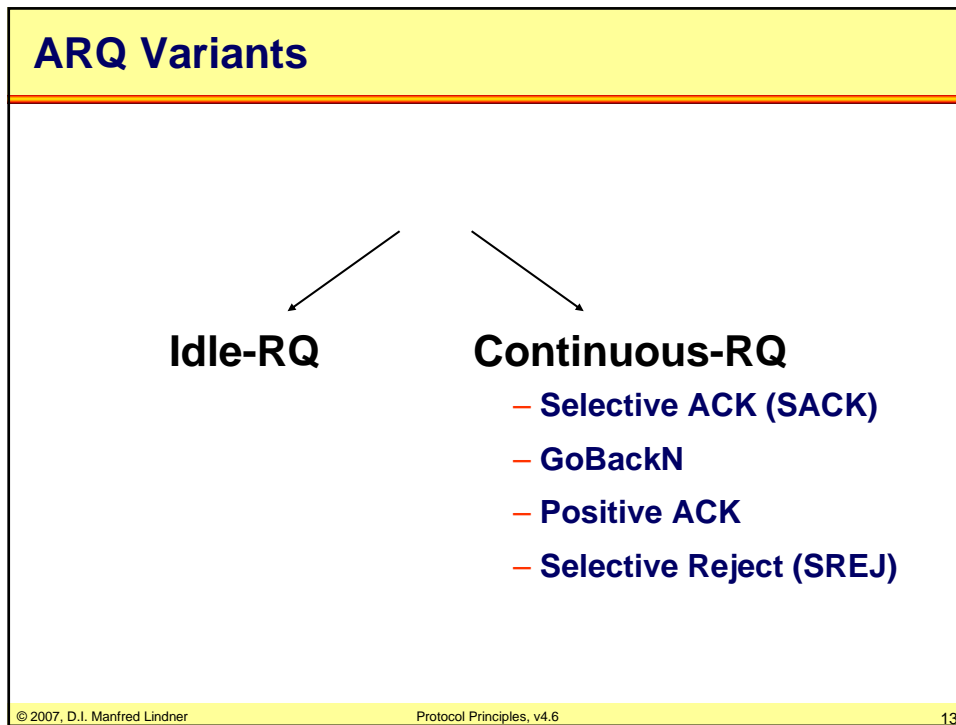 ARQ Variants
Idle-RQ
Continuous-RQ
– Selective ACK (SACK)
– GoBackN
– Positive ACK
– Selective Reject (SREJ)
© 2007, D.I. Manfred Lindner
Protocol Principles, v4.6
13